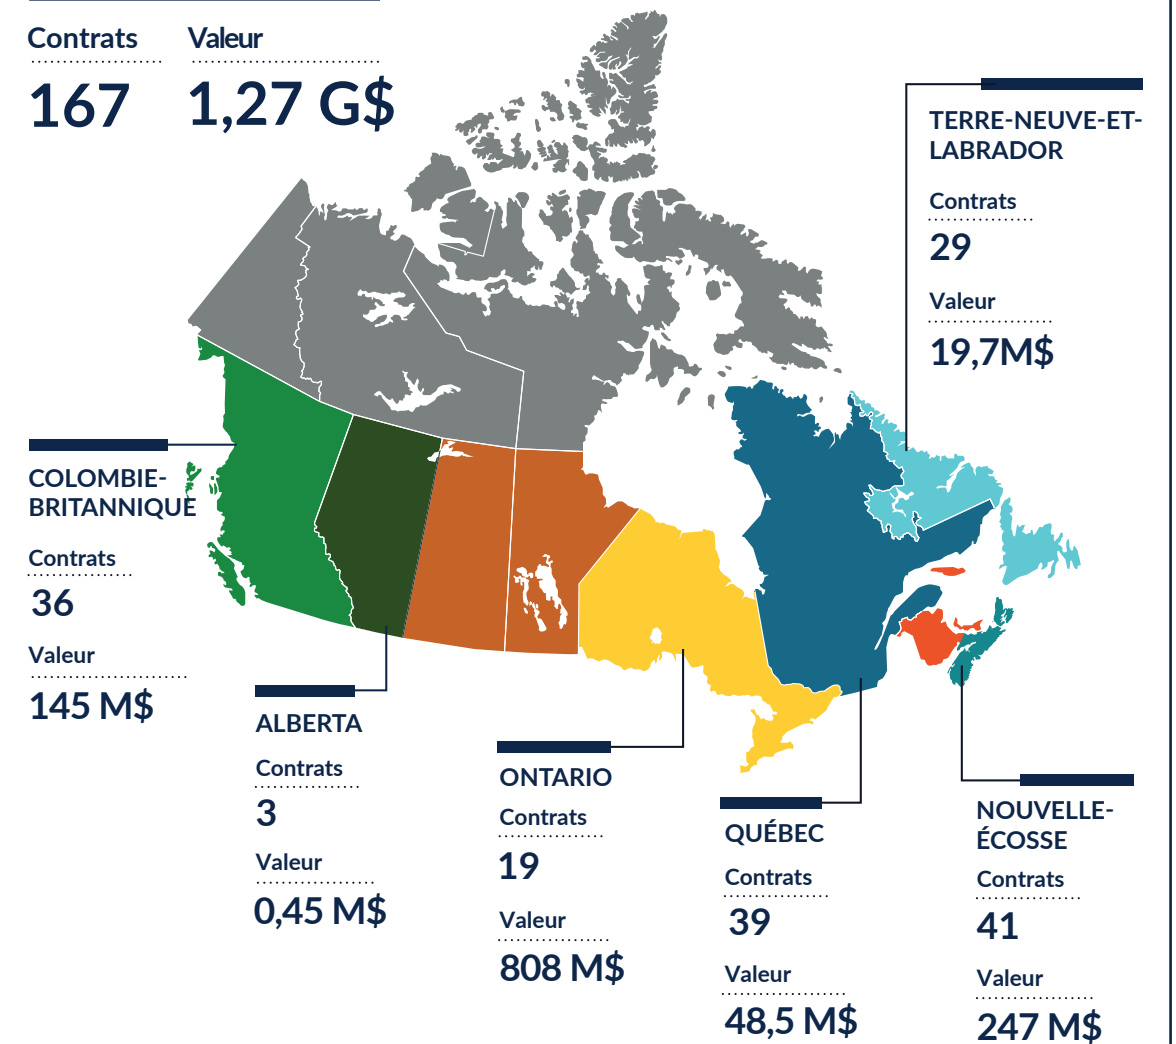 Contrats
167
Valeur
1,27 G$
TERRE-NEUVE-ET-
LABRADOR
Contrats
29
Valeur
19,7M$
COLOMBIE-
BRITANNIQUE
Contrats
36
Valeur
145 M$
ALBERTA
Contrats
3
Valeur
0,45 M$
ONTARIO
Contrats
19
Valeur
808 M$
QUÉBEC
Contrats
39
Valeur
48,5 M$
NOUVELLE-
ÉCOSSE
Contrats
41
Valeur
247 M$